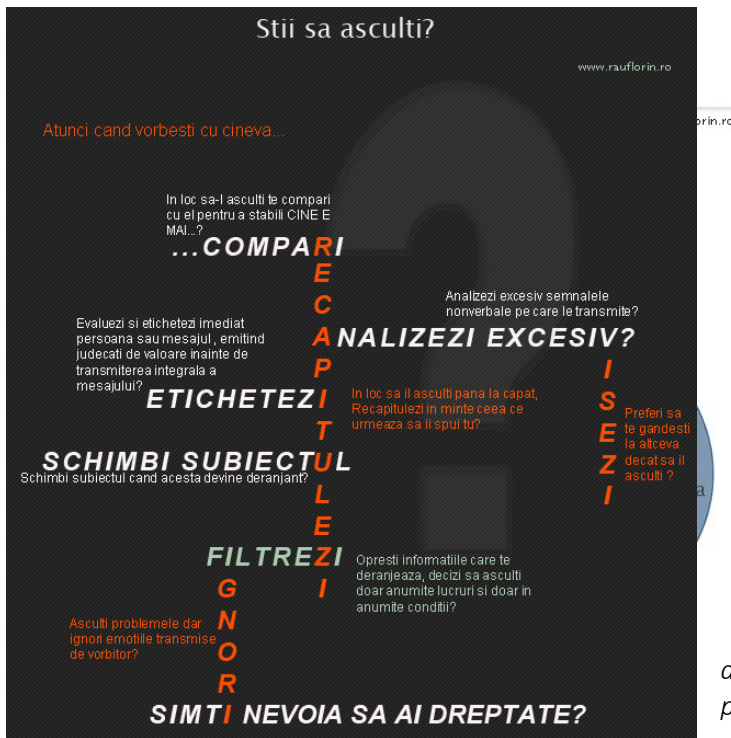 Stii sa asculti?
www.rauflorin.ro
orin.ro
Atunci cand vorbesti cu cineva...
In loc sa-l asculti te compari
cu el pentru a stabili CINE E
MAI...?
...COMPARI
RECAPITULEZI
Analizezi excesiv semnalele
nonverbale pe care le transmite?
ANALIZEZI EXCESIV?
Evaluezi si etichetezi imediat
persoana sau mesajul , emitind
judecati de valoare inainte de
transmiterea integrala a
mesajului?
ETICHETEZI
In loc sa il asculti pana la capat,
Recapitulezi in minte ceea ce
urmeaza sa ii spui tu?
VISEZI
Preferi sa
te gandesti
la altceva
decat sa il
asculti ?
a
SCHIMBI SUBIECTUL
Schimbi subiectul cand acesta devine deranjant?
FILTREZI
Opresti informatiile care te
deranjeaza, decizi sa asculti
doar anumite lucruri si doar in
anumite conditii?
IGNORI
Asculti problemele dar
ignori emotiile transmise
de vorbitor?
SIMTI NEVOIA SA AI DREPTATE?